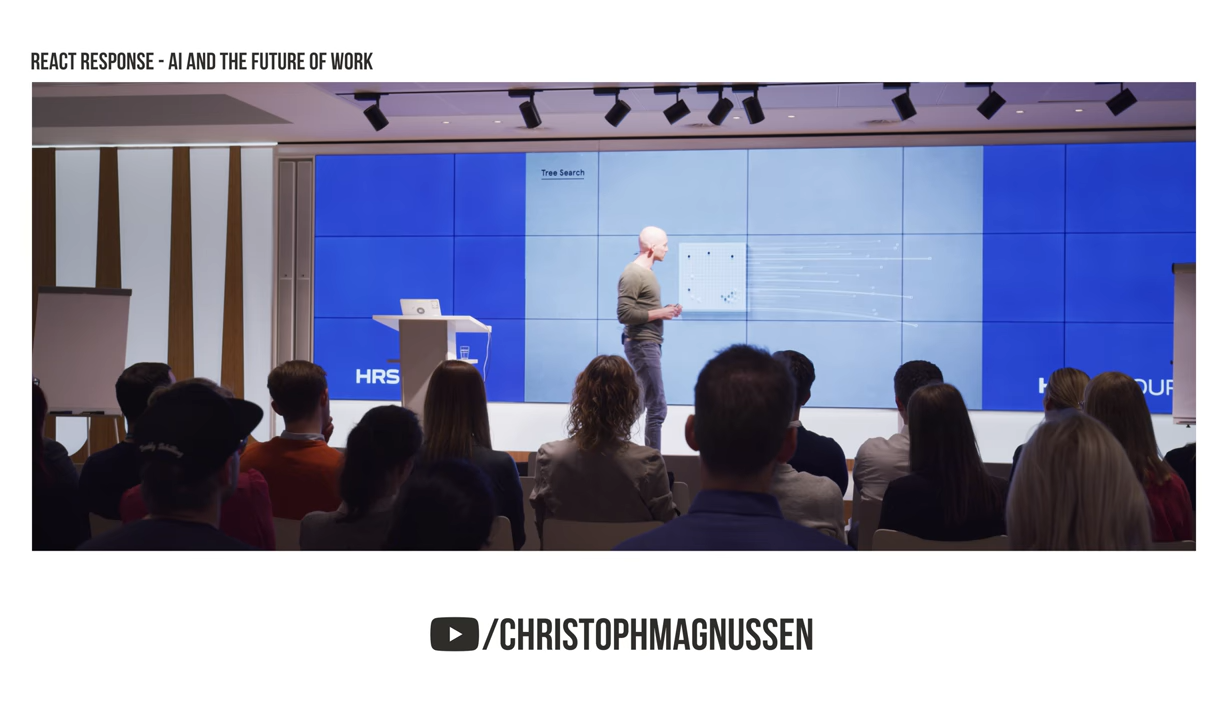 REACT RESPONSE - AI AND THE FUTURE OF WORK
Tree Search
HRS
/CHRISTOPHMAGNUSSEN